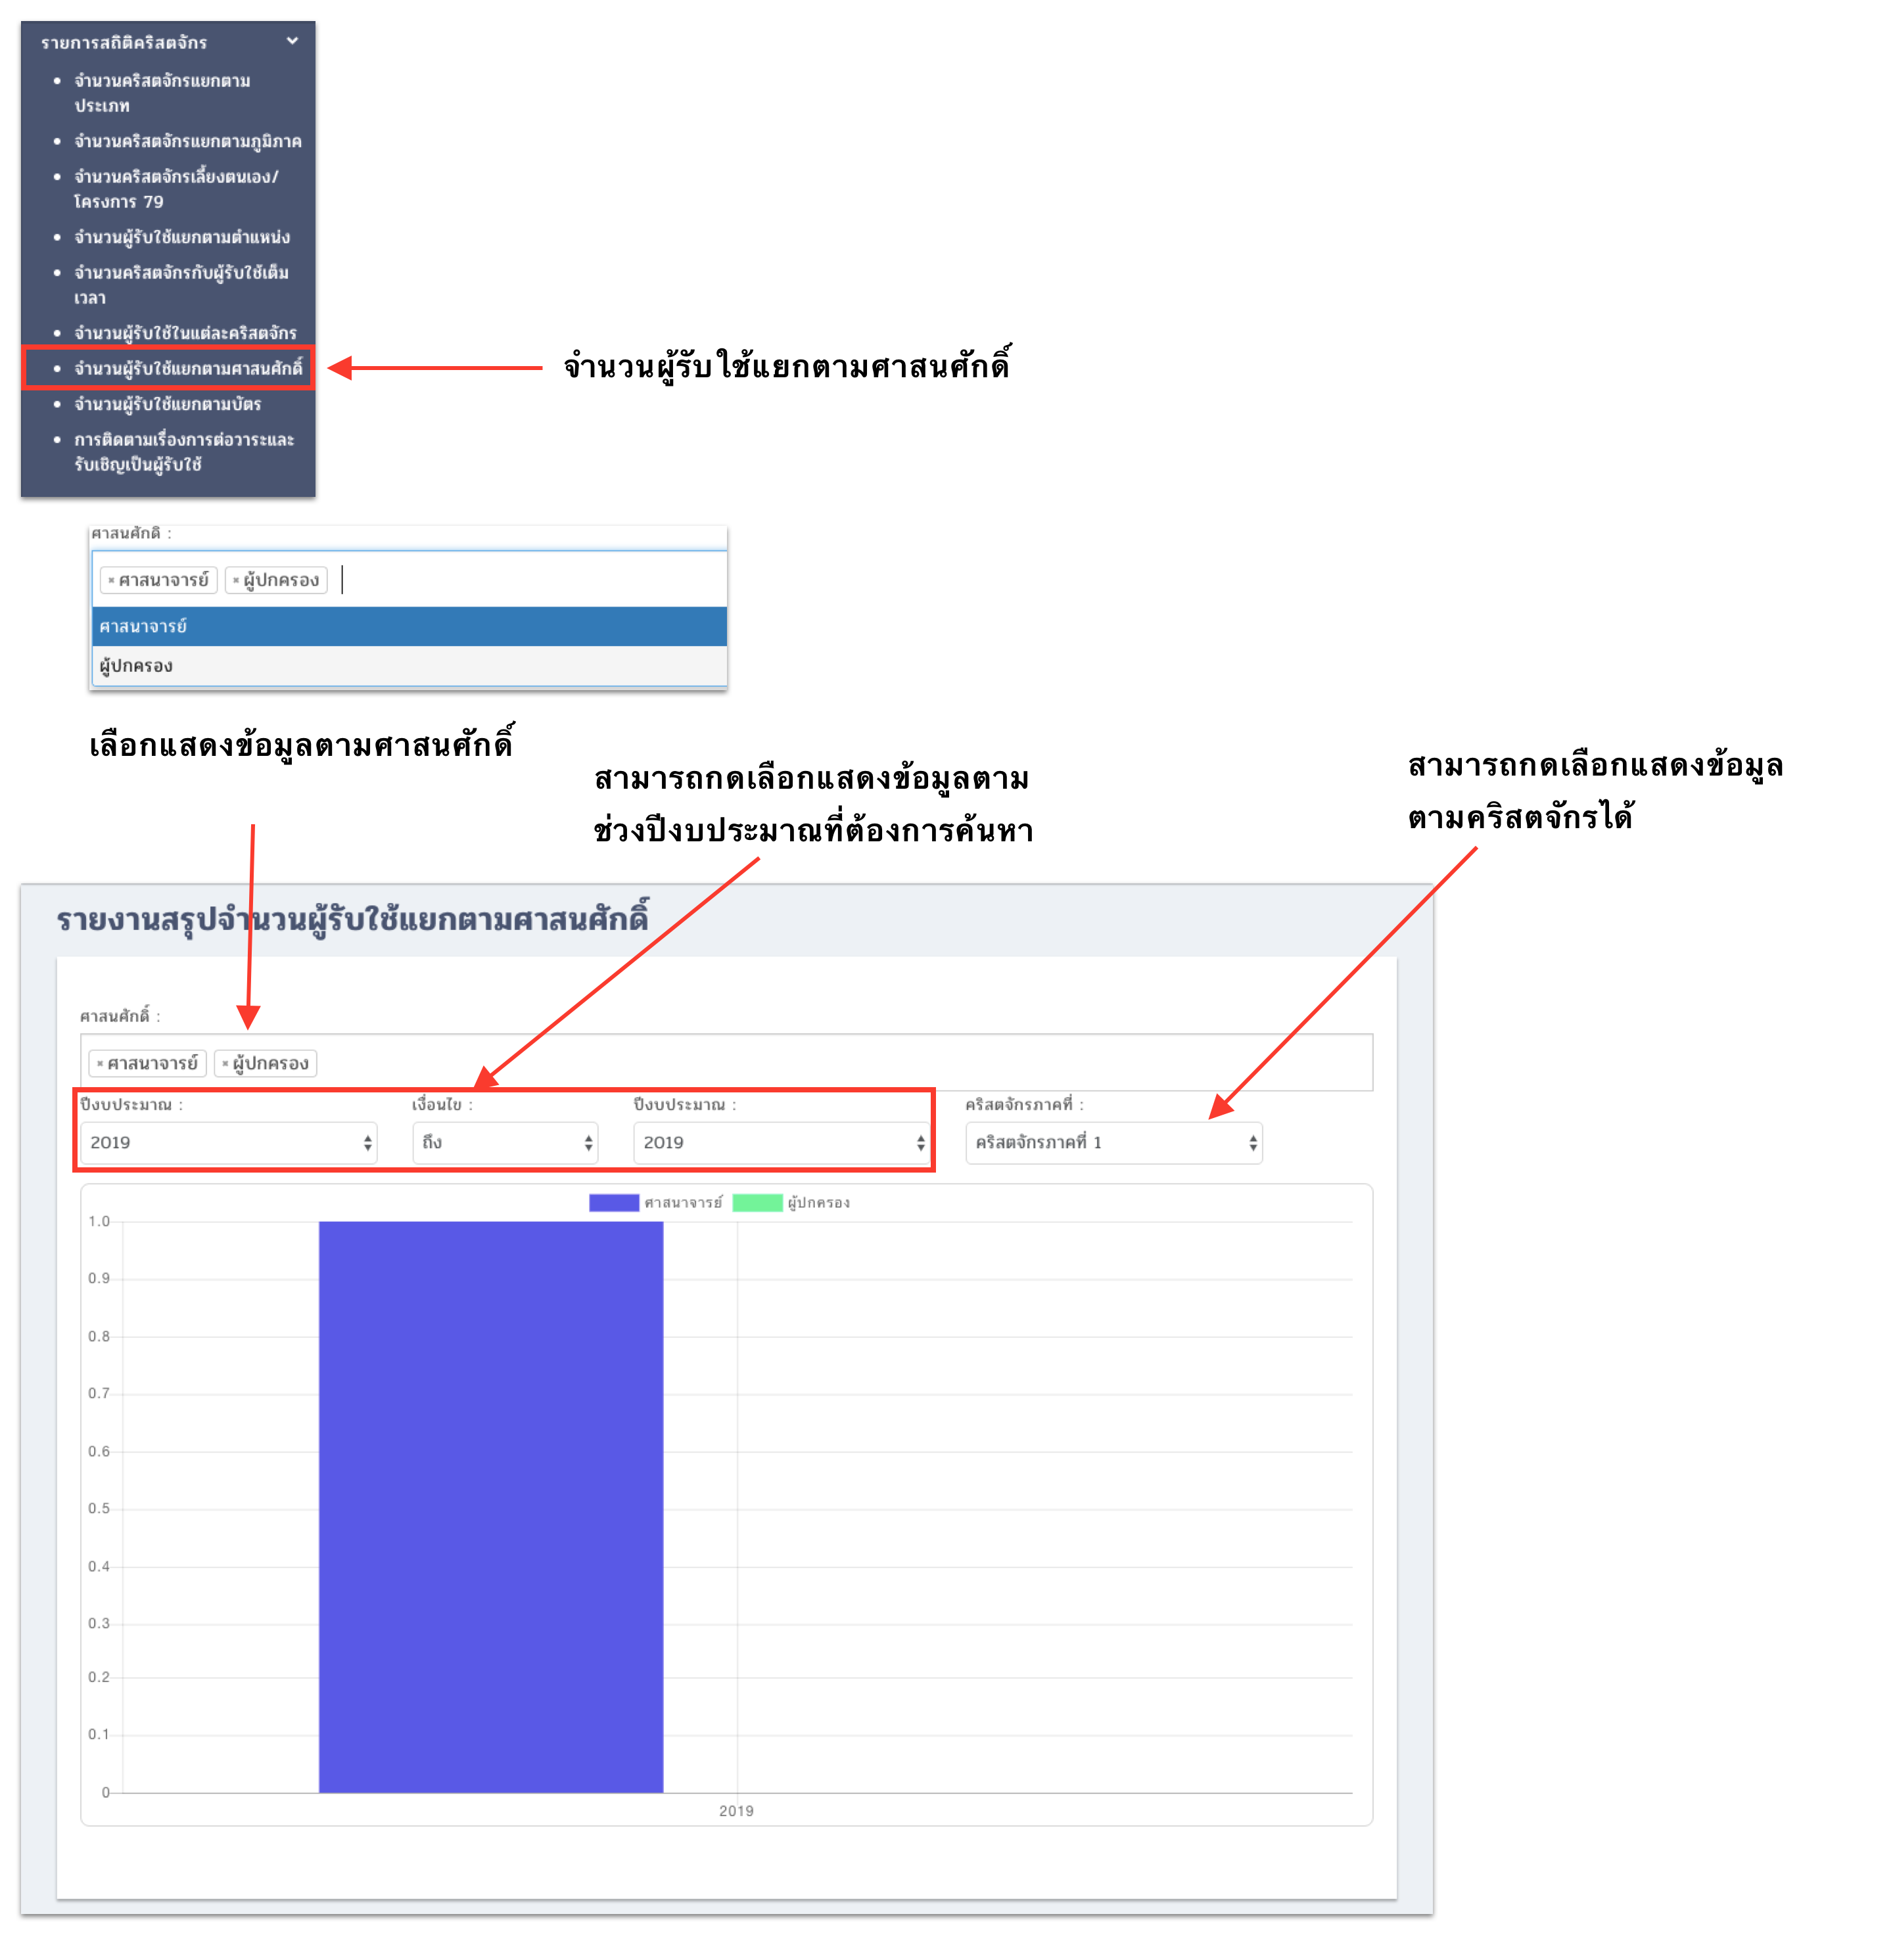 รายการสถิติคริสตจักร
จำนวนคริสตจักรแยกตาม
ประเภท
จำนวนคริสตจักรแยกตามภูมิภาค
จำนวนคริสตจักรเลี้ยงตนเอง/
โครงการ 79
จำนวนผู้รับใช้แยกตามตำแหน่ง
จำนวนคริสตจักรกับผู้รับใช้เต็ม
เวลา
จำนวนผู้รับใช้ในแต่ละคริสตจักร
จำนวนผู้รับใช้แยกตามศาสนศักดิ์
จำนวนผู้รับใช้แยกตามบัตร
การติดตามเรื่องการต่อวาระและ
รับเชิญเป็นผู้รับใช้
จำนวนผู้รับใช้แยกตามศาสนศักดิ์
ศาสนศักดิ :
× ศาสนาจารย์ × ผู้ปกครอง
ศาสนาจารย์
ผู้ปกครอง
เลือกแสดงข้อมูลตามศาสนศักดิ์
สามารถกดเลือกแสดงข้อมูลตาม
ช่วงปีงบประมาณที่ต้องการค้นหา
สามารถกดเลือกแสดงข้อมูล
ตามคริสตจักรได้
รายงานสรุปจำนวนผู้รับใช้แยกตามศาสนศักดิ์
ศาสนศักดิ์ :
× ศาสนาจารย์ × ผู้ปกครอง
ปีงบประมาณ : เงื่อนไข : ปีงบประมาณ : คริสตจักรภาคที่ :
2019 ถึง 2019 คริสตจักรภาคที่ 1
ศาสนาจารย์ ผู้ปกครอง
1.0
0.9
0.8
0.7
0.6
0.5
0.4
0.3
0.2
0.1
0
2019